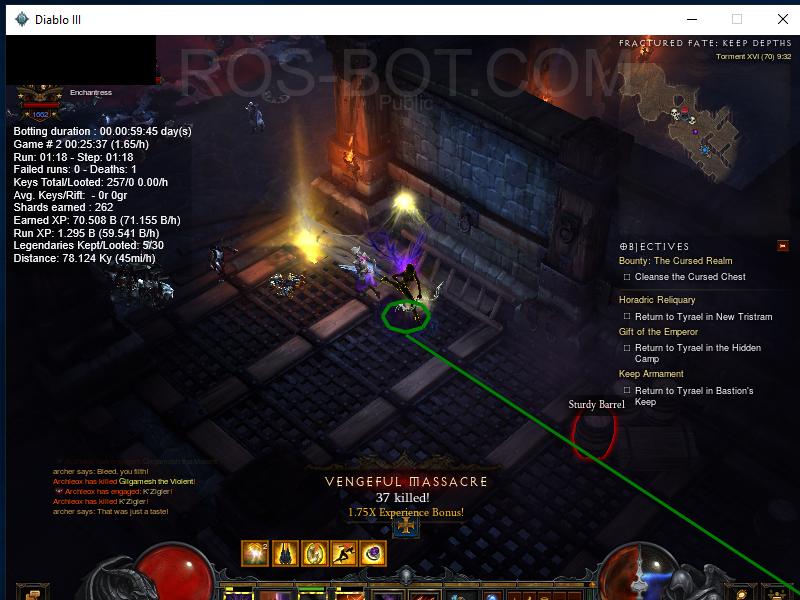 Diablo III
ROS-BOT.COM
Public
FRACTURED FATE: KEEP DEPTHS
Torment XVI (70) 9:32
Enchantress
1662
Botting duration : 00.00:59:45 day(s)
Game # 2 00:25:37 (1.65/h)
Run: 01:18 - Step: 01:18
Failed runs: 0 - Deaths: 1
Keys Total/Looted: 257/0 0.00/h
Avg. Keys/Rift: - 0r 0gr
Shards earned : 262
Earned XP: 70.508 B (71.155 B/h)
Run XP: 1.295 B (59.541 B/h)
Legendaries Kept/Looted: 5/30
Distance: 78.124 Ky (45mi/h)
OBJECTIVES
Bounty: The Cursed Realm
Cleanse the Cursed Chest
Horadric Reliquary
Return to Tyrael in New Tristram
Gift of the Emperor
Return to Tyrael in the Hidden
Camp
Keep Armament
Return to Tyrael in Bastion's
Keep
Sturdy Barrel
Gilgamesh the Violent!
archer says: Bleed, you filth!
Archleox has killed Gilgamesh the Violent!
Archleox has engaged: K'Zigler!
Archleox has killed K'Zigler!
archer says: That was just a taste!
VENGEFUL MASSACRE
37 killed!
1.75X Experience Bonus!
2